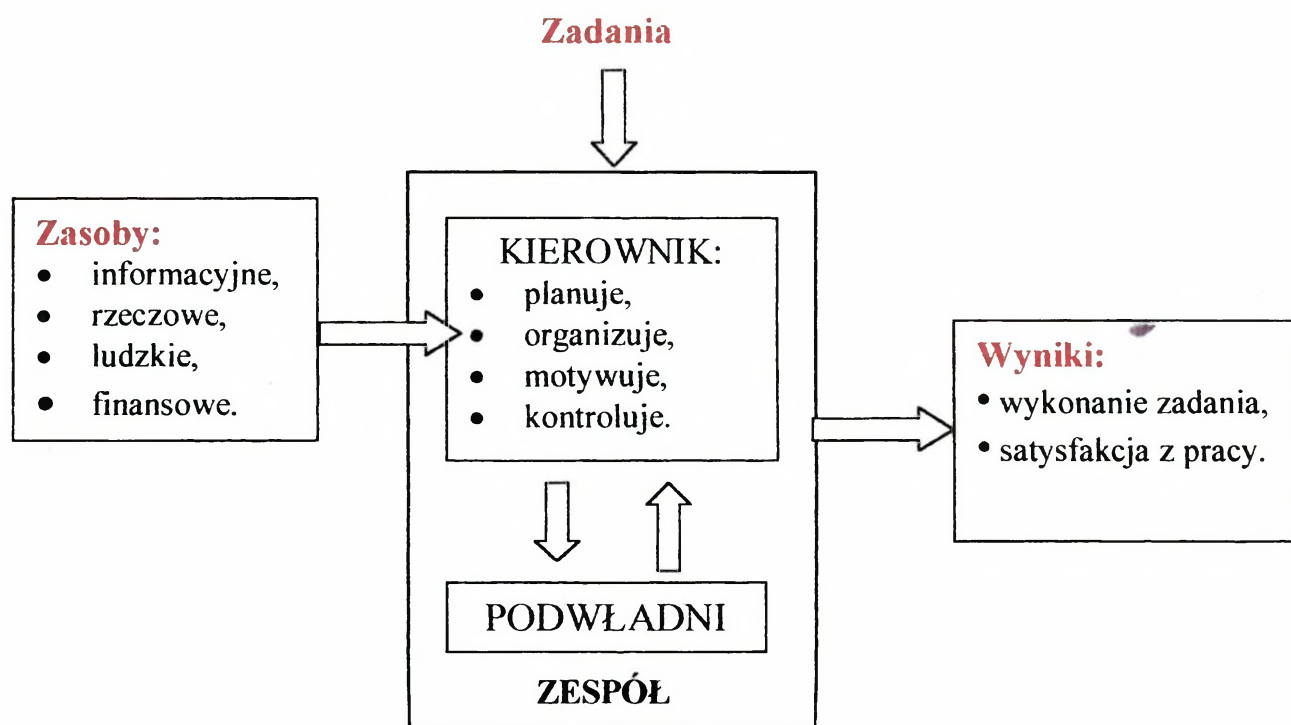 Zadania
Zasoby:
• informacyjne,
• rzeczowe,
• ludzkie,
• finansowe.
KIEROWNIK:
• planuje,
• organizuje,
• motywuje,
• kontroluje.
PODWŁADNI
ZESPÓŁ
Wyniki:
• wykonanie zadania,
• satysfakcja z pracy.